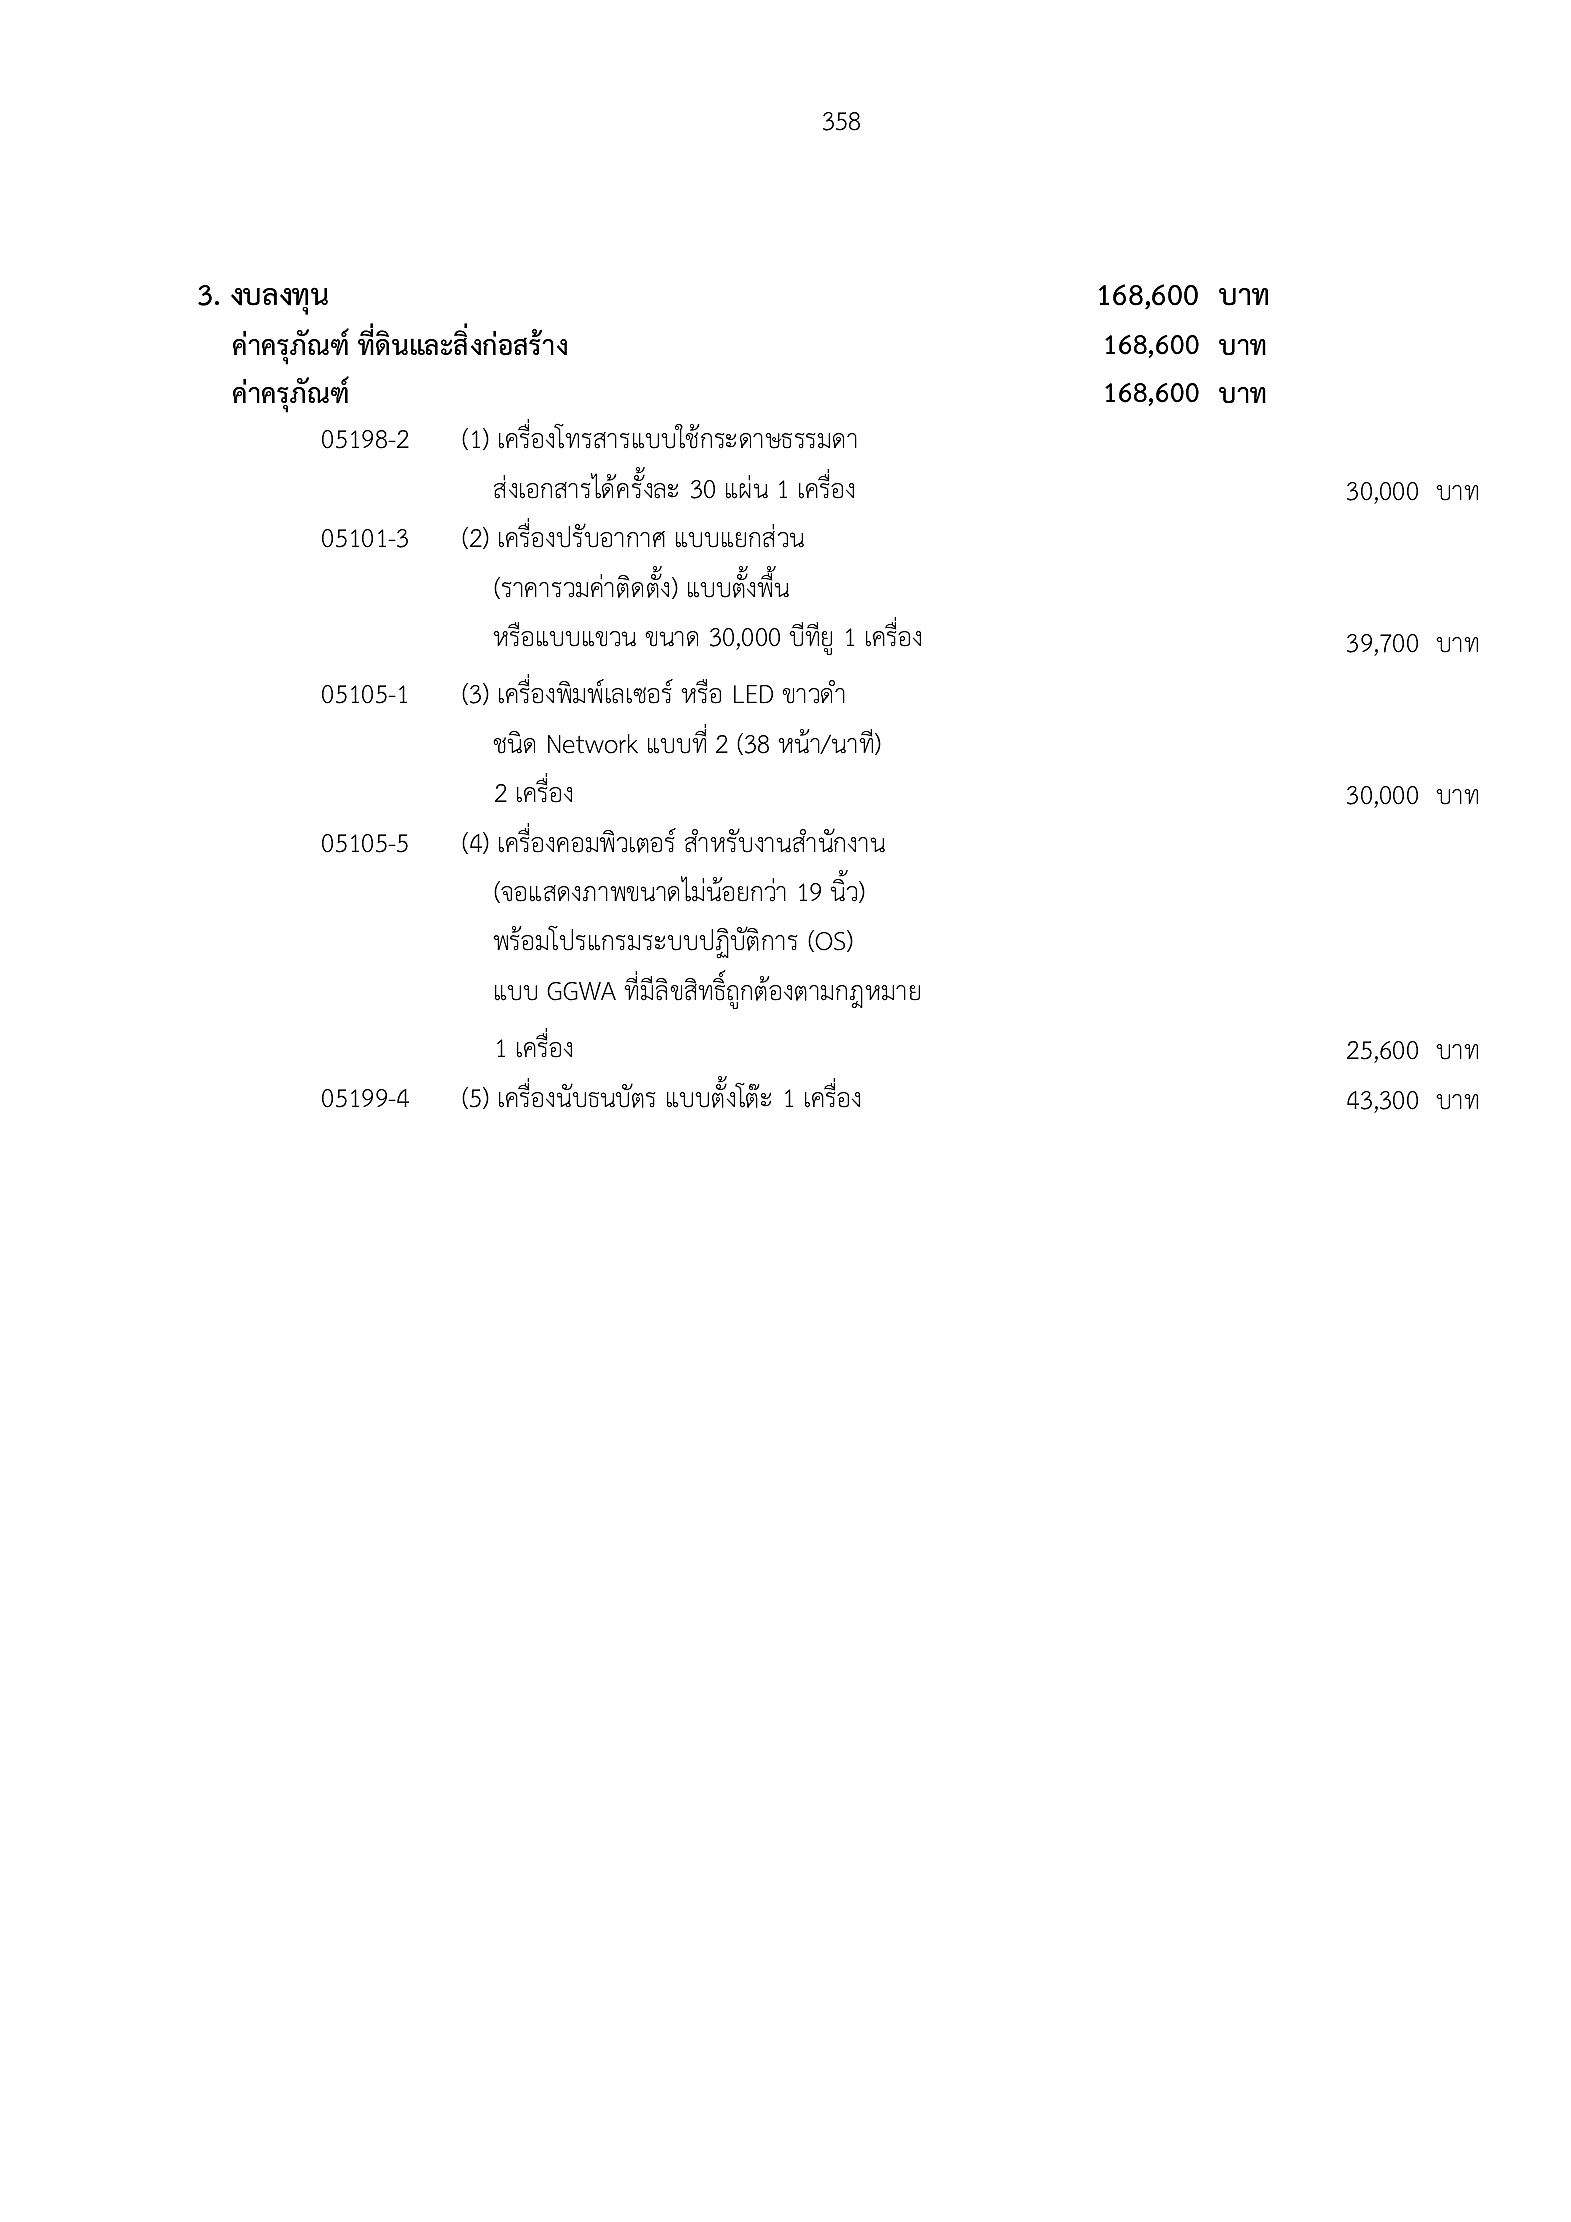 358
3. งบลงทุน 168,600 บาท
ค่าครุภัณฑ์ ที่ดินและสิ่งก่อสร้าง 168,600 บาท
ค่าครุภัณฑ์ 168,600 บาท
05198-2 (1) เครื่องโทรสารแบบใช้กระดาษธรรมดา
ส่งเอกสารได้ครั้งละ 30 แผ่น 1 เครื่อง 30,000 บาท
05101-3 (2) เครื่องปรับอากาศ แบบแยกส่วน
(ราคารวมค่าติดตั้ง) แบบตั้งพื้น
หรือแบบแขวน ขนาด 30,000 บีทียู 1 เครื่อง 39,700 บาท
05105-1 (3) เครื่องพิมพ์เลเซอร์ หรือ LED ขาวดำ
ชนิด Network แบบที่ 2 (38 หน้า/นาที)
2 เครื่อง 30,000 บาท
05105-5 (4) เครื่องคอมพิวเตอร์ สำหรับงานสำนักงาน
(จอแสดงภาพขนาดไม่น้อยกว่า 19 นิ้ว)
พร้อมโปรแกรมระบบปฏิบัติการ (OS)
แบบ GGWA ที่มีลิขสิทธิ์ถูกต้องตามกฎหมาย
1 เครื่อง 25,600 บาท
05199-4 (5) เครื่องนับธนบัตร แบบตั้งโต๊ะ 1 เครื่อง 43,300 บาท